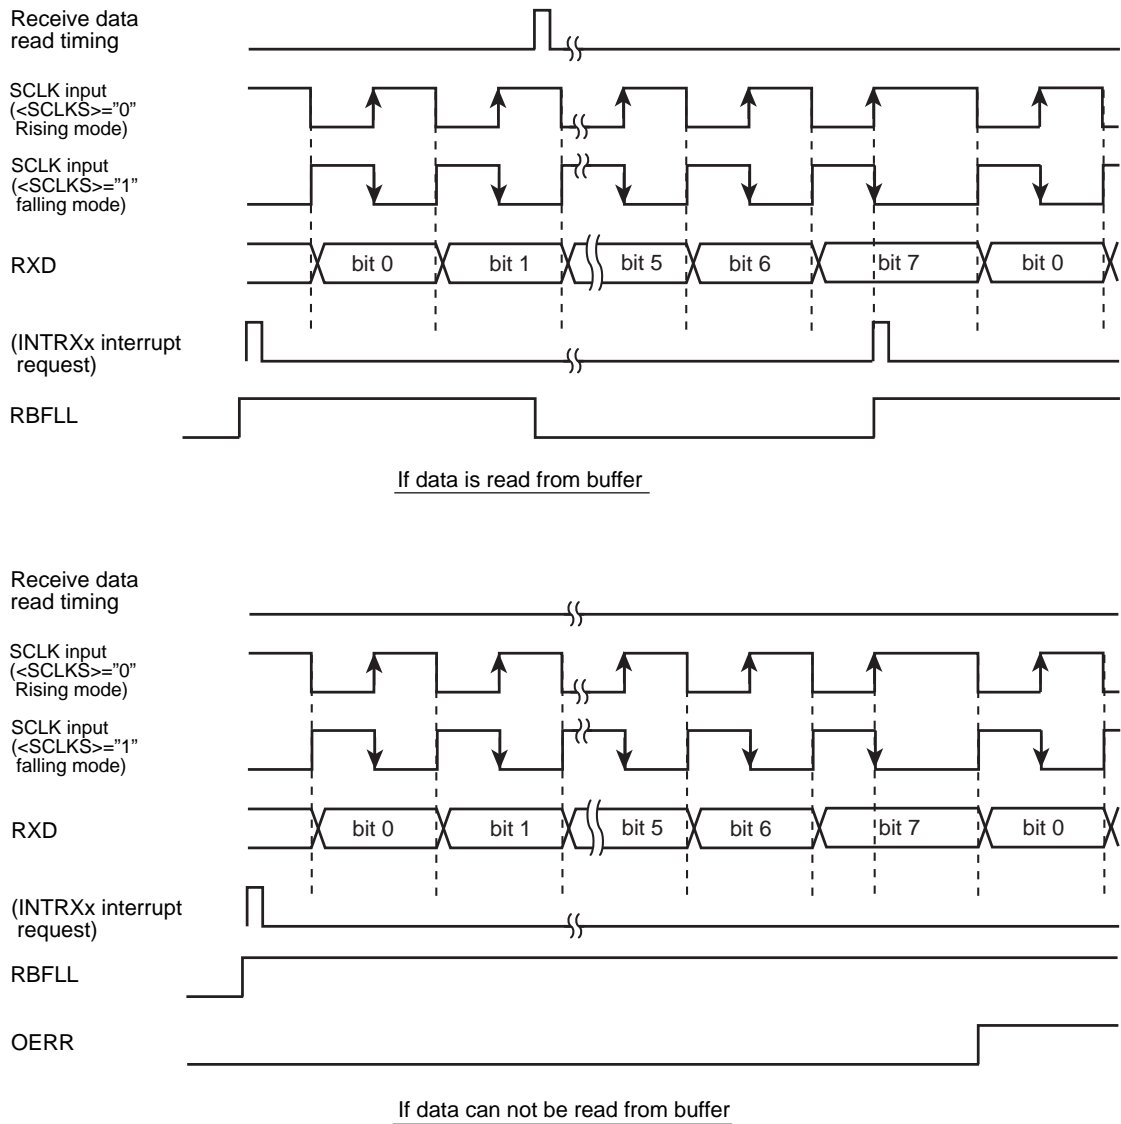 Receive data
read timing
SCLK input
(<SCLKS>="0"
Rising mode)
SCLK input
(<SCLKS>="1"
falling mode)
RXD
bit 0 bit 1 bit 5 bit 6 bit 7 bit 0
(INTRXx interrupt
request)
RBFLL
If data is read from buffer
Receive data
read timing
SCLK input
(<SCLKS>="0"
Rising mode)
SCLK input
(<SCLKS>="1"
falling mode)
RXD
bit 0 bit 1 bit 5 bit 6 bit 7 bit 0
(INTRXx interrupt
request)
RBFLL
OERR
If data can not be read from buffer